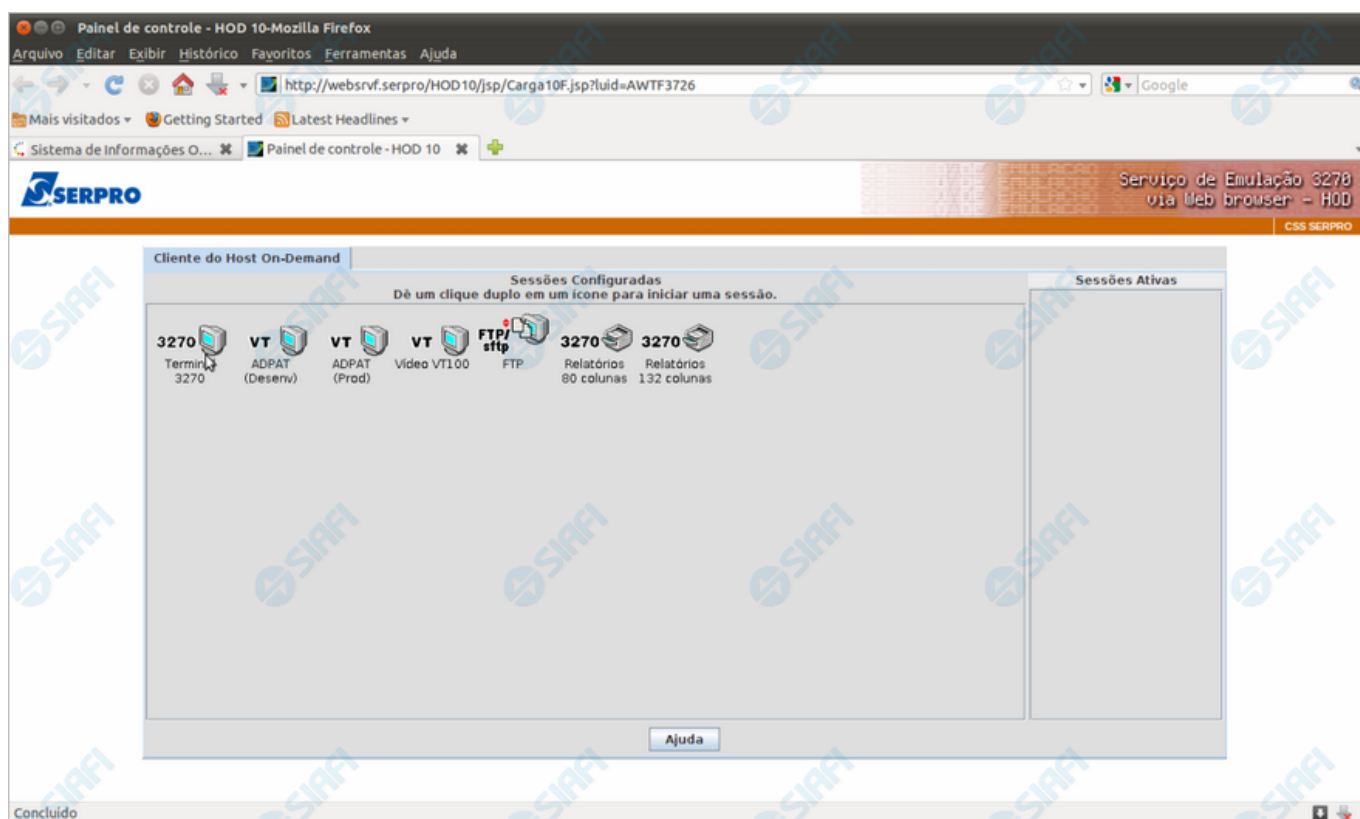 Painel de controle - HOD 10-Mozilla Firefox
Arquivo Editar Exibir Histórico Favoritos Ferramentas Ajuda
http://websrvf.serpro/HOD10/jsp/Carga10F.jsp?luid=AWTF3726
Google
Mais visitados Getting Started Latest Headlines
Sistema de Informações O... Painel de controle - HOD 10
SERPRO
Serviço de Emulação 3270
via Web browser - HOD
CSS SERPRO
Cliente do Host On-Demand
Sessões Configuradas
Dê um clique duplo em um ícone para iniciar uma sessão.
Sessões Ativas
3270 VT VT VT FTP/ sftp 3270 3270
Terminal 3270
ADPAT (Desenv)
ADPAT (Prod)
Vídeo VT100
FTP
Relatórios 80 colunas
Relatórios 132 colunas
Ajuda
Concluído
SIAFI